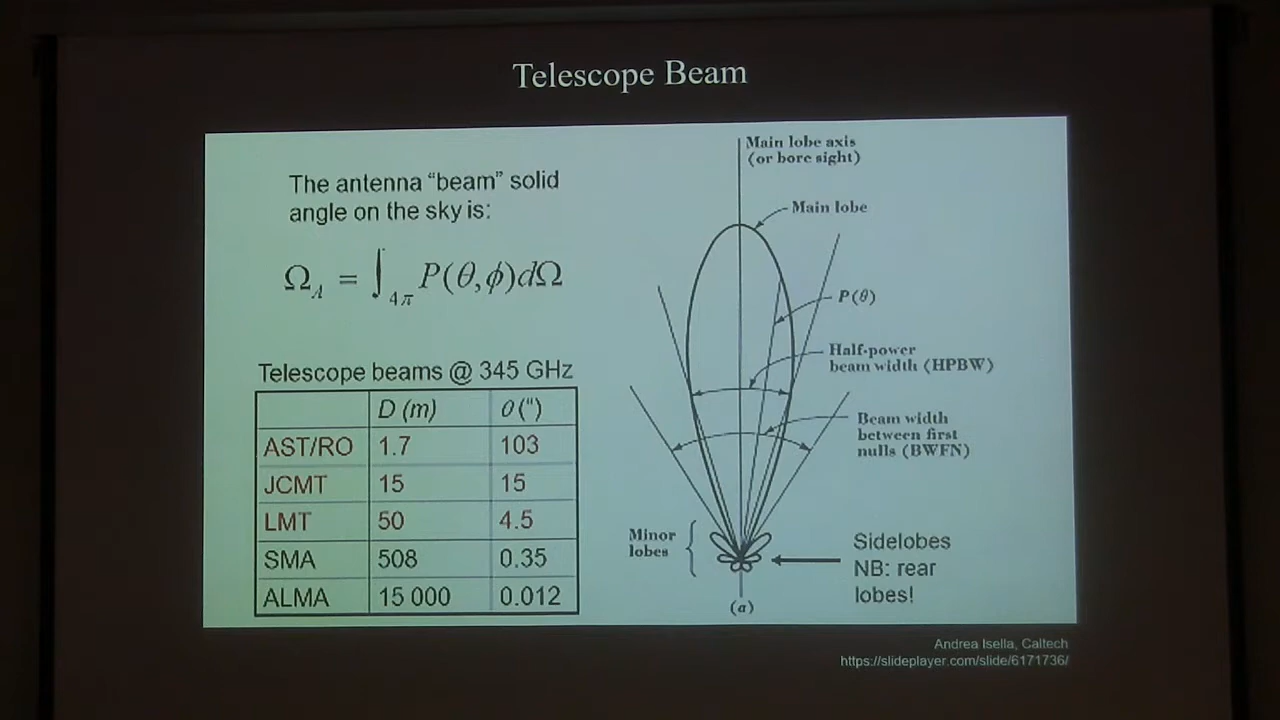 Telescope Beam
The antenna “beam” solid
angle on the sky is:
Ω_A = ∫_4π P(θ,ϕ)dΩ
Telescope beams @ 345 GHz
D (m) θ (")
AST/RO 1.7 103
JCMT 15 15
LMT 50 4.5
SMA 508 0.35
ALMA 15 000 0.012
Main lobe axis
(or bore sight)
Main lobe
P(θ)
Half-power
beam width (HPBW)
Beam width
between first
nulls (BWFN)
Minor
lobes
Sidelobes
NB: rear
lobes!
(a)
Andrea Isella, Caltech
https://slideplayer.com/slide/6171736/